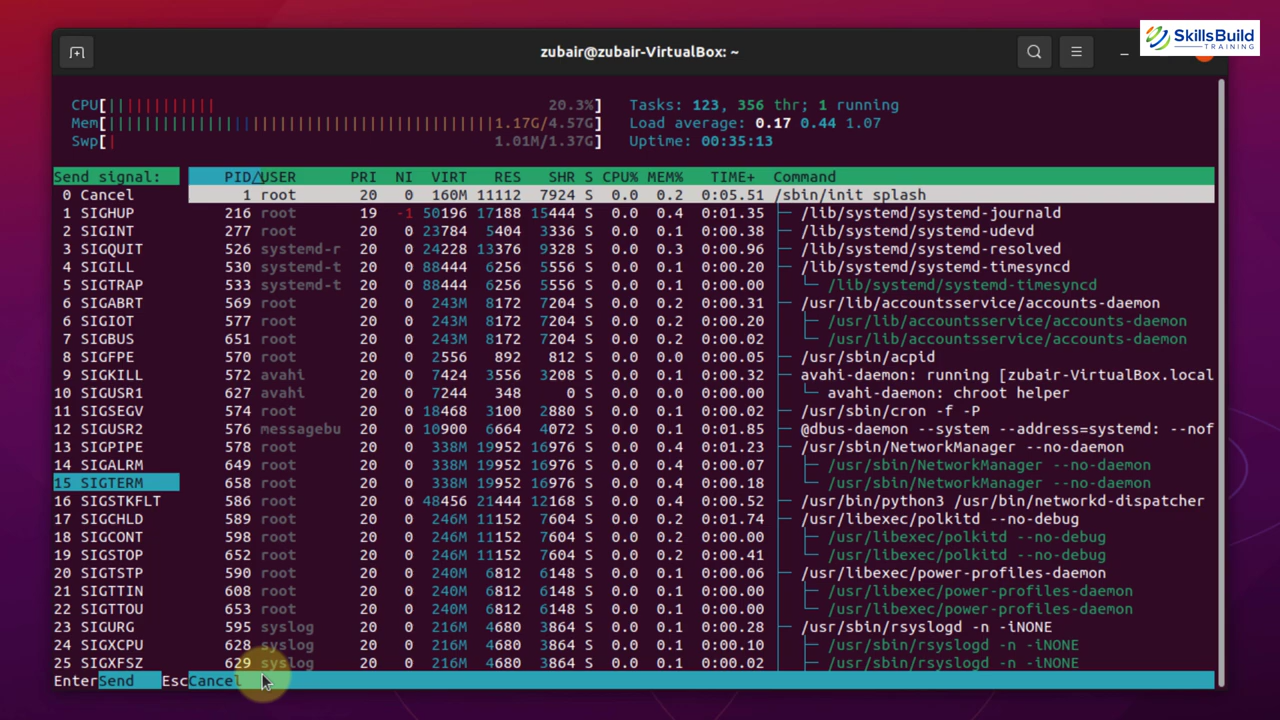 SkillsBuild
TRAINING
zubair@zubair-VirtualBox: ~
CPU[|||||||||||| 20.3%] Tasks: 123, 356 thr; 1 running
Mem[|||||||||||||||||||||||||||||||||||||||||||1.17G/4.57G] Load average: 0.17 0.44 1.07
Swp[| 1.01M/1.37G] Uptime: 00:35:13
Send signal: PID△USER PRI NI VIRT RES SHR S CPU% MEM% TIME+ Command
0 Cancel 1 root 20 0 160M 11112 7924 S 0.0 0.2 0:05.51 /sbin/init splash
1 SIGHUP 216 root 19 -1 50196 17188 15444 S 0.0 0.4 0:01.35 ├─ /lib/systemd/systemd-journald
2 SIGINT 277 root 20 0 23784 5404 3336 S 0.0 0.1 0:00.38 ├─ /lib/systemd/systemd-udevd
3 SIGQUIT 526 systemd-r 20 0 24228 13376 9328 S 0.0 0.3 0:00.96 ├─ /lib/systemd/systemd-resolved
4 SIGILL 530 systemd-t 20 0 88444 6256 5556 S 0.0 0.1 0:00.20 ├─ /lib/systemd/systemd-timesyncd
5 SIGTRAP 533 systemd-t 20 0 88444 6256 5556 S 0.0 0.1 0:00.00 │ └─ /lib/systemd/systemd-timesyncd
6 SIGABRT 569 root 20 0 243M 8172 7204 S 0.0 0.2 0:00.31 ├─ /usr/lib/accountsservice/accounts-daemon
6 SIGIOT 577 root 20 0 243M 8172 7204 S 0.0 0.2 0:00.20 │ ├─ /usr/lib/accountsservice/accounts-daemon
7 SIGBUS 651 root 20 0 243M 8172 7204 S 0.0 0.2 0:00.02 │ └─ /usr/lib/accountsservice/accounts-daemon
8 SIGFPE 570 root 20 0 2556 892 812 S 0.0 0.0 0:00.05 ├─ /usr/sbin/acpid
9 SIGKILL 572 avahi 20 0 7424 3556 3208 S 0.0 0.1 0:00.32 ├─ avahi-daemon: running [zubair-VirtualBox.local
10 SIGUSR1 627 avahi 20 0 7244 348 0 S 0.0 0.0 0:00.00 │ └─ avahi-daemon: chroot helper
11 SIGSEGV 574 root 20 0 18468 3100 2880 S 0.0 0.1 0:00.02 ├─ /usr/sbin/cron -f -P
12 SIGUSR2 576 messagebu 20 0 10900 6664 4072 S 0.0 0.1 0:01.85 ├─ @dbus-daemon --system --address=systemd: --nof
13 SIGPIPE 578 root 20 0 338M 19952 16976 S 0.0 0.4 0:01.23 ├─ /usr/sbin/NetworkManager --no-daemon
14 SIGALRM 649 root 20 0 338M 19952 16976 S 0.0 0.4 0:00.07 │ ├─ /usr/sbin/NetworkManager --no-daemon
15 SIGTERM 658 root 20 0 338M 19952 16976 S 0.0 0.4 0:00.18 │ └─ /usr/sbin/NetworkManager --no-daemon
16 SIGSTKFLT 586 root 20 0 48456 21444 12168 S 0.0 0.4 0:00.52 ├─ /usr/bin/python3 /usr/bin/networkd-dispatcher
17 SIGCHLD 589 root 20 0 246M 11152 7604 S 0.0 0.2 0:01.74 ├─ /usr/libexec/polkitd --no-debug
18 SIGCONT 598 root 20 0 246M 11152 7604 S 0.0 0.2 0:00.00 │ ├─ /usr/libexec/polkitd --no-debug
19 SIGSTOP 652 root 20 0 246M 11152 7604 S 0.0 0.2 0:00.41 │ └─ /usr/libexec/polkitd --no-debug
20 SIGTSTP 590 root 20 0 240M 6812 6148 S 0.0 0.1 0:00.06 ├─ /usr/libexec/power-profiles-daemon
21 SIGTTIN 608 root 20 0 240M 6812 6148 S 0.0 0.1 0:00.00 │ ├─ /usr/libexec/power-profiles-daemon
22 SIGTTOU 653 root 20 0 240M 6812 6148 S 0.0 0.1 0:00.00 │ └─ /usr/libexec/power-profiles-daemon
23 SIGURG 595 syslog 20 0 216M 4680 3864 S 0.0 0.1 0:00.28 ├─ /usr/sbin/rsyslogd -n -iNONE
24 SIGXCPU 628 syslog 20 0 216M 4680 3864 S 0.0 0.1 0:00.10 │ ├─ /usr/sbin/rsyslogd -n -iNONE
25 SIGXFSZ 629 syslog 20 0 216M 4680 3864 S 0.0 0.1 0:00.02 │ ├─ /usr/sbin/rsyslogd -n -iNONE
EnterSend EscCancel